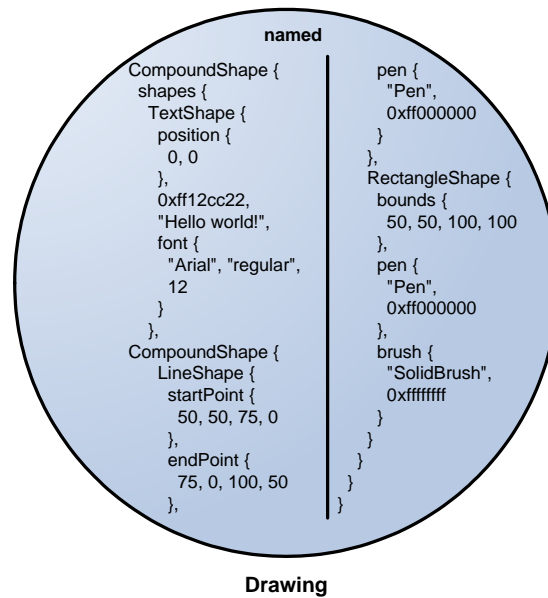 named
CompoundShape {
shapes {
TextShape {
position {
0, 0
},
0xff12cc22,
"Hello world!",
font {
"Arial", "regular",
12
}
},
CompoundShape {
LineShape {
startPoint {
50, 50, 75, 0
},
endPoint {
75, 0, 100, 50
},
pen {
"Pen",
0xff000000
}
},
RectangleShape {
bounds {
50, 50, 100, 100
},
pen {
"Pen",
0xff000000
},
brush {
"SolidBrush",
0xffffffff
}
}
}
}
}
Drawing